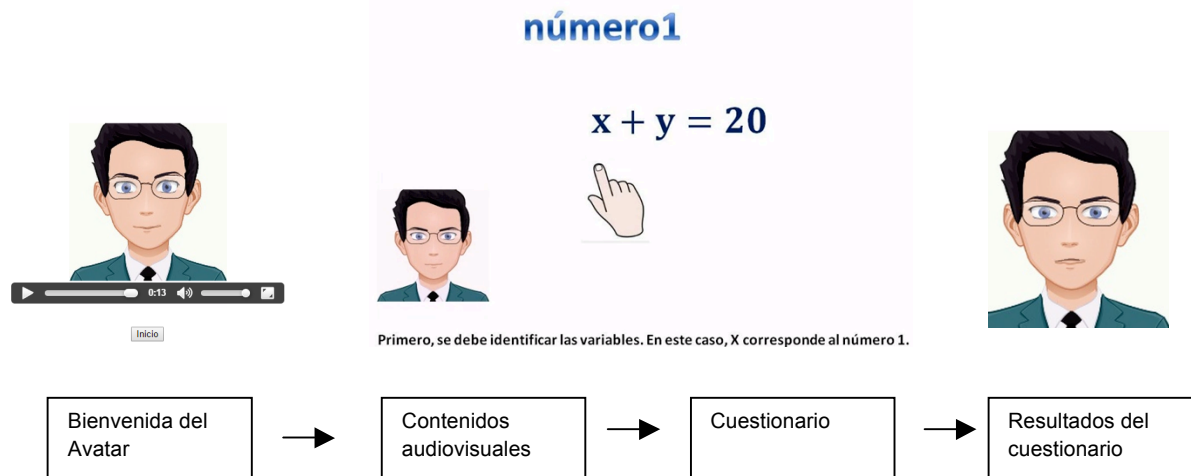 número1
x + y = 20
0:13
Inicio
Primero, se debe identificar las variables. En este caso, X corresponde al número 1.
Bienvenida del
Avatar
Contenidos
audiovisuales
Cuestionario
Resultados del
cuestionario